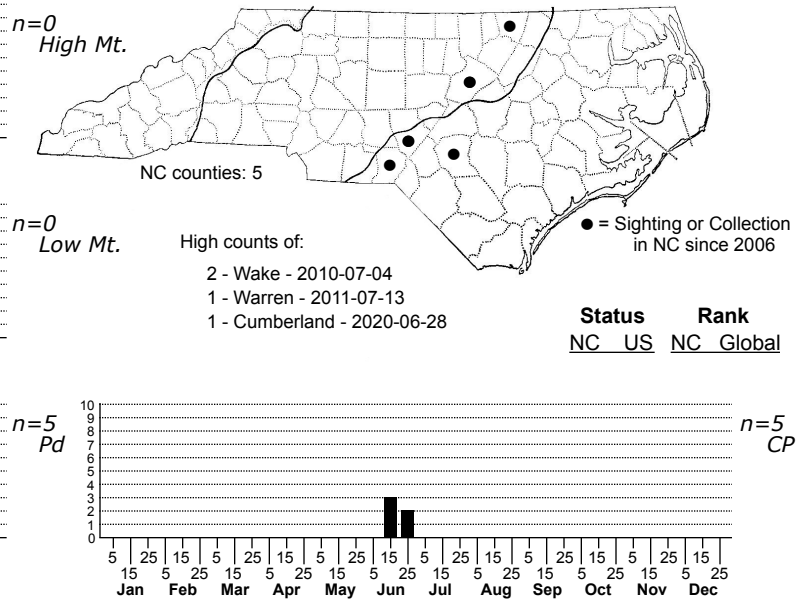 n=0
High Mt.
NC counties: 5
n=0
Low Mt.
High counts of:
2 - Wake - 2010-07-04
1 - Warren - 2011-07-13
1 - Cumberland - 2020-06-28
= Sighting or Collection
in NC since 2006
Status Rank
NC US NC Global
n=5
Pd
10
9
8
7
6
5
4
3
2
1
0
n=5
CP
5 25 15 5 25 15 5 25 15 5 25 15 5 25 15 5 25 15
15 5 25 15 5 25 15 5 25 15 5 25 15 5 25 15 5 25
Jan Feb Mar Apr May Jun Jul Aug Sep Oct Nov Dec